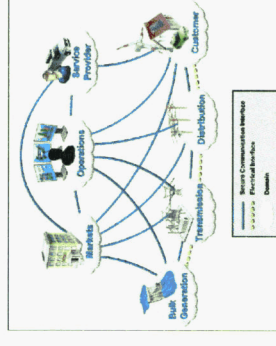 Markets
Operations
Service
Provider
Bulk
Generation
Transmission
Distribution
Customer
Secure Communication Interface
Electrical Interface
Domain